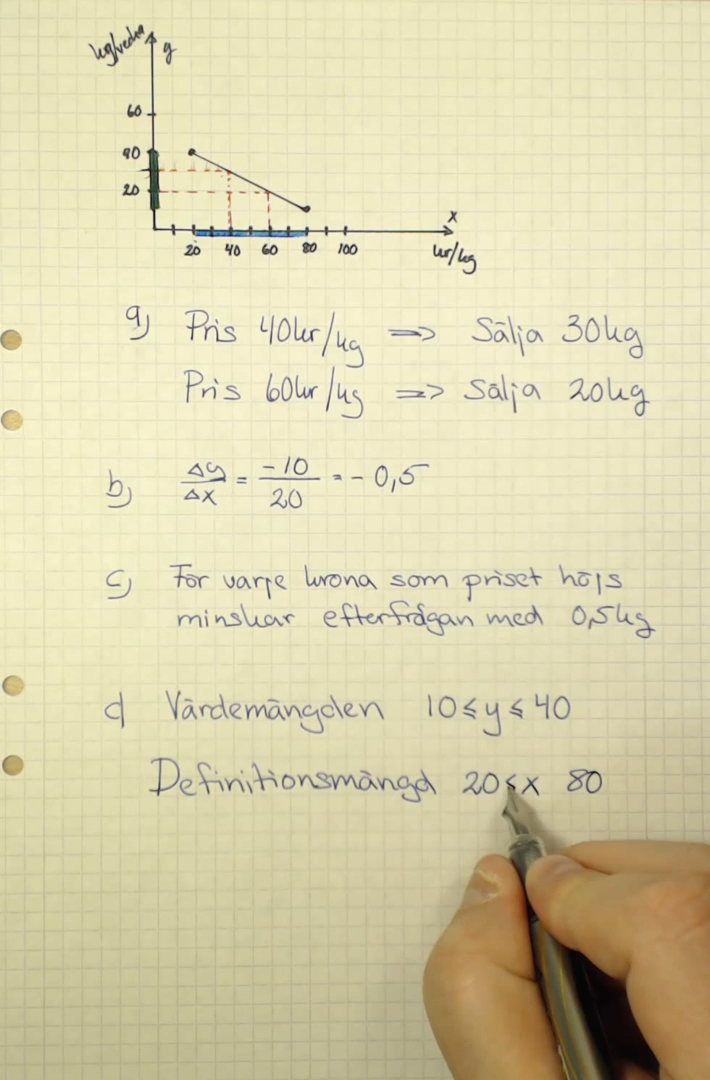 kg/vecka
y
60
40
20
x
20 40 60 80 100
kr/kg
a) Pris 40kr/kg => Sälja 30kg
Pris 60kr/kg => Sälja 20kg
b) Δy/Δx = -10/20 = -0,5
c) För varje krona som priset höjs
minskar efterfrågan med 0,5kg
d Värdemängden 10≤y≤40
Definitionsmängd 20≤x 80